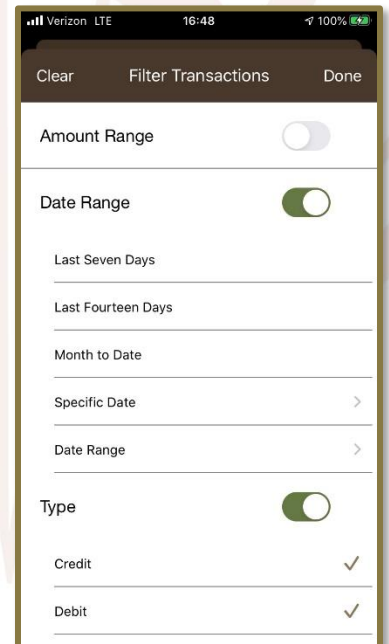 Verizon LTE 16:48 100%
Clear Filter Transactions Done
Amount Range
Date Range
Last Seven Days
Last Fourteen Days
Month to Date
Specific Date
Date Range
Type
Credit
Debit